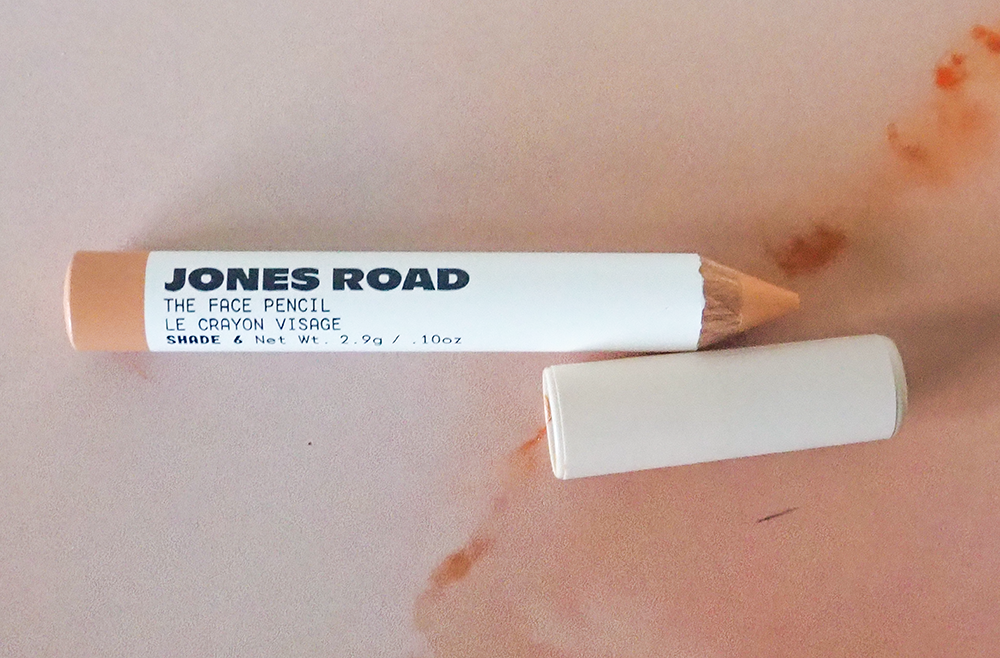 JONES ROAD
THE FACE PENCIL
LE CRAYON VISAGE
SHADE 6 Net Wt. 2.9g / .10oz